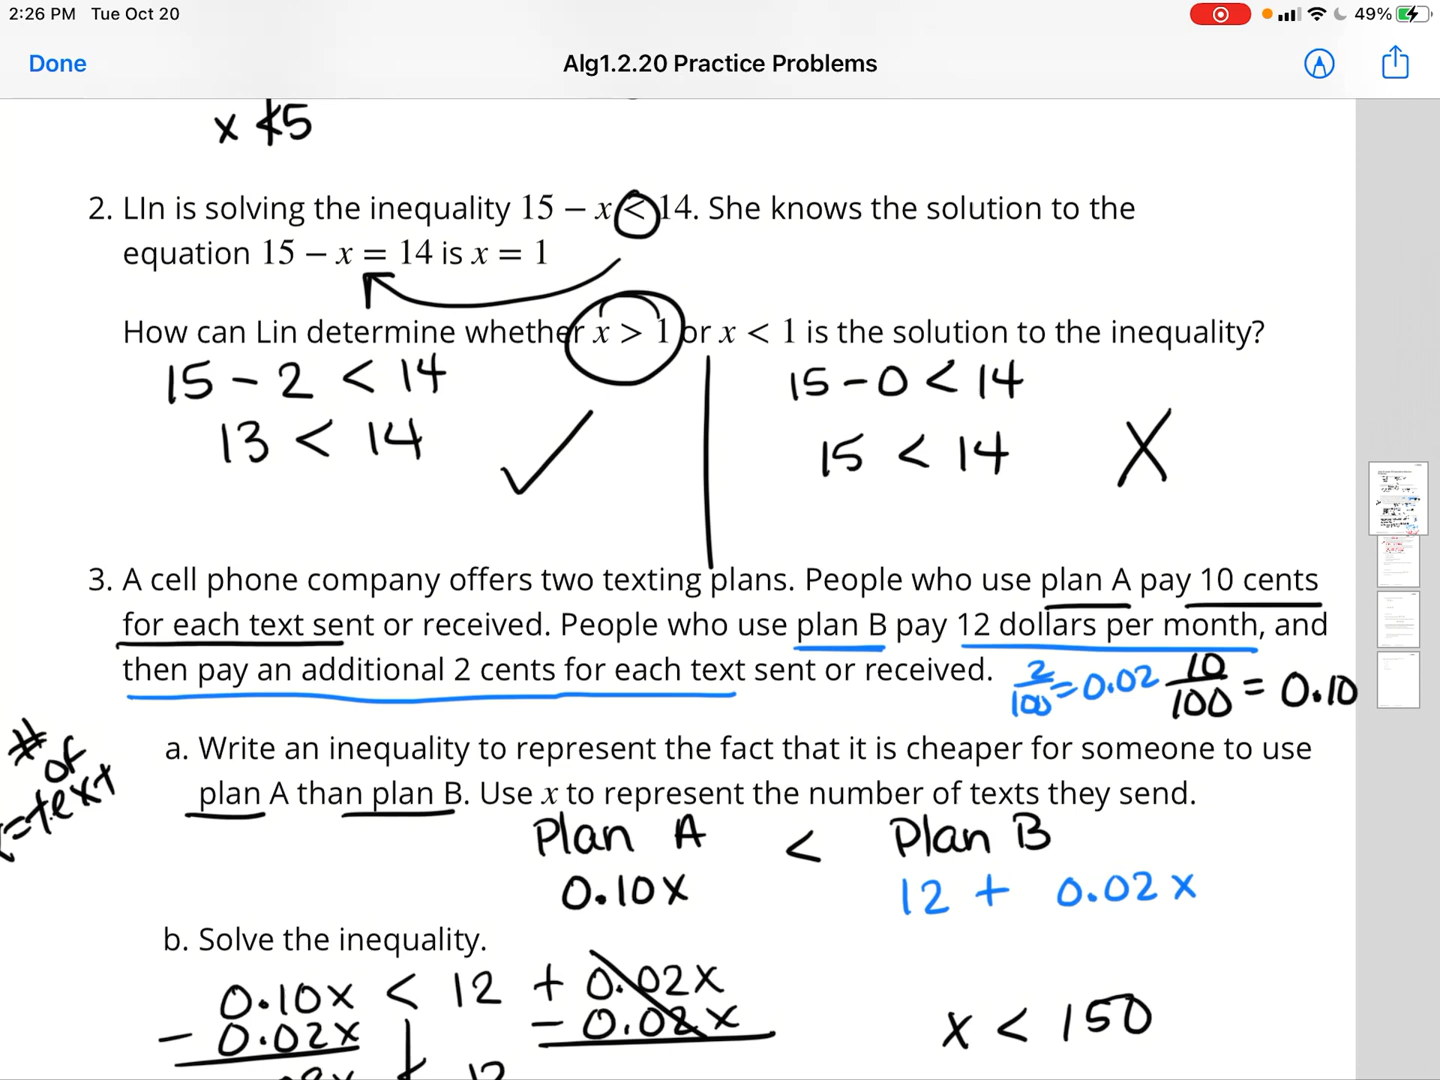 2:26 PM Tue Oct 20
49%
Done
Alg1.2.20 Practice Problems
2. LIn is solving the inequality 15 − x < 14. She knows the solution to the
equation 15 − x = 14 is x = 1
How can Lin determine whether x > 1 or x < 1 is the solution to the inequality?
15 - 2 < 14
15 - 0 < 14
13 < 14
15 < 14
3. A cell phone company offers two texting plans. People who use plan A pay 10 cents
for each text sent or received. People who use plan B pay 12 dollars per month, and
then pay an additional 2 cents for each text sent or received.
2/100 = 0.02
10/100 = 0.10
# of
=text
a. Write an inequality to represent the fact that it is cheaper for someone to use
plan A than plan B. Use x to represent the number of texts they send.
Plan A < Plan B
0.10x
12 + 0.02x
b. Solve the inequality.
0.10x < 12 + 0.02x
- 0.02x
- 0.02x
x < 150
12